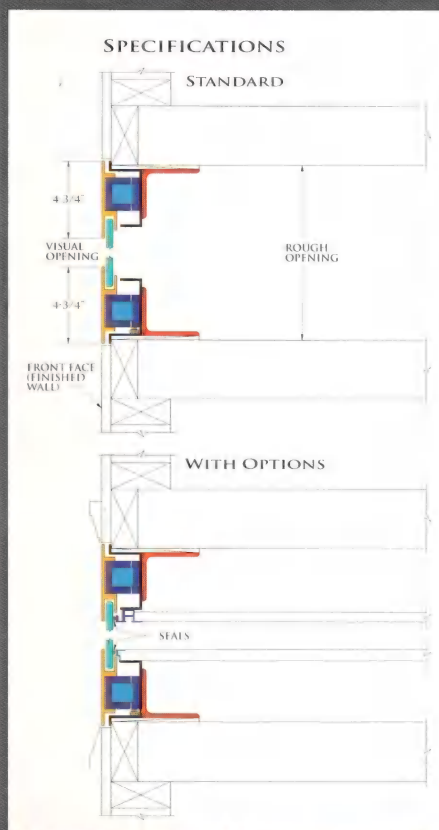 SPECIFICATIONS
STANDARD
4-3/4"
VISUAL
OPENING
ROUGH
OPENING
4-3/4"
FRONT FACE
(FINISHED
WALL)
WITH OPTIONS
SEALS